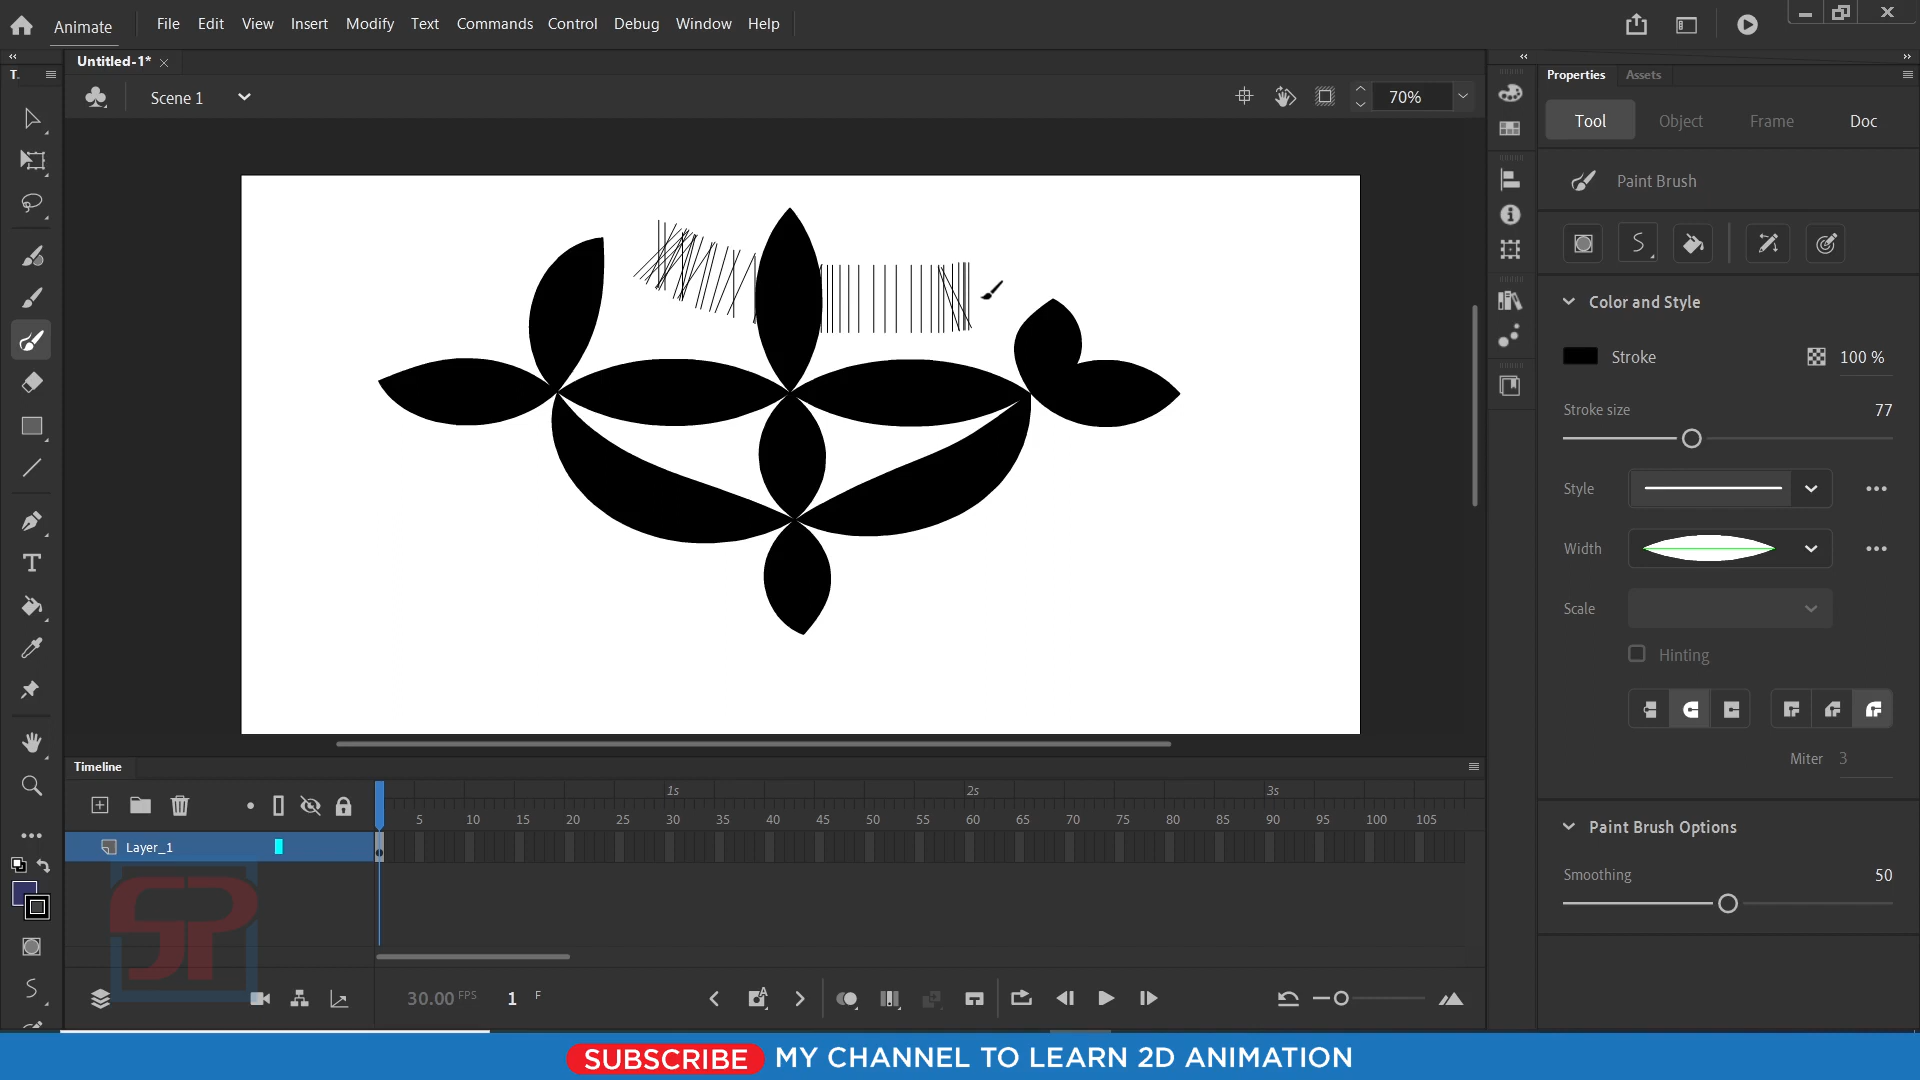 Animate File Edit View Insert Modify Text Commands Control Debug Window Help
Untitled-1*
Scene 1 70%
T.
Properties Assets
Tool Object Frame Doc
Paint Brush
Color and Style
Stroke 100 %
Stroke size 77
Style
Width
Scale
Hinting
Miter 3
Paint Brush Options
Smoothing 50
Timeline
1s 2s 3s
5 10 15 20 25 30 35 40 45 50 55 60 65 70 75 80 85 90 95 100 105
Layer_1
SP
30.00 FPS 1 F
SUBSCRIBE MY CHANNEL TO LEARN 2D ANIMATION